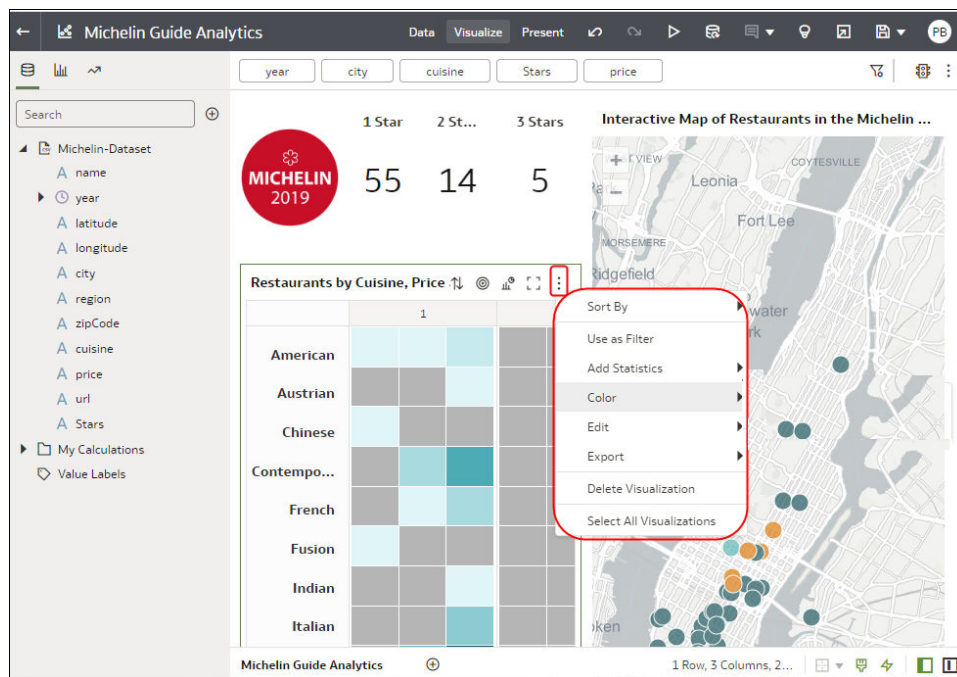 Michelin Guide Analytics
Data Visualize Present
PB
year city cuisine Stars price
Search
Michelin-Dataset
name
year
latitude
longitude
city
region
zipCode
cuisine
price
url
Stars
My Calculations
Value Labels
MICHELIN
2019
1 Star 2 St... 3 Stars
55 14 5
Interactive Map of Restaurants in the Michelin ...
COYTESVILLE
Leonia
Fort Lee
MORSEMERE
Ridgefield
Restaurants by Cuisine, Price
1
American
Austrian
Chinese
Contempo...
French
Fusion
Indian
Italian
Sort By
Use as Filter
Add Statistics
Color
Edit
Export
Delete Visualization
Select All Visualizations
Michelin Guide Analytics
1 Row, 3 Columns, 2...